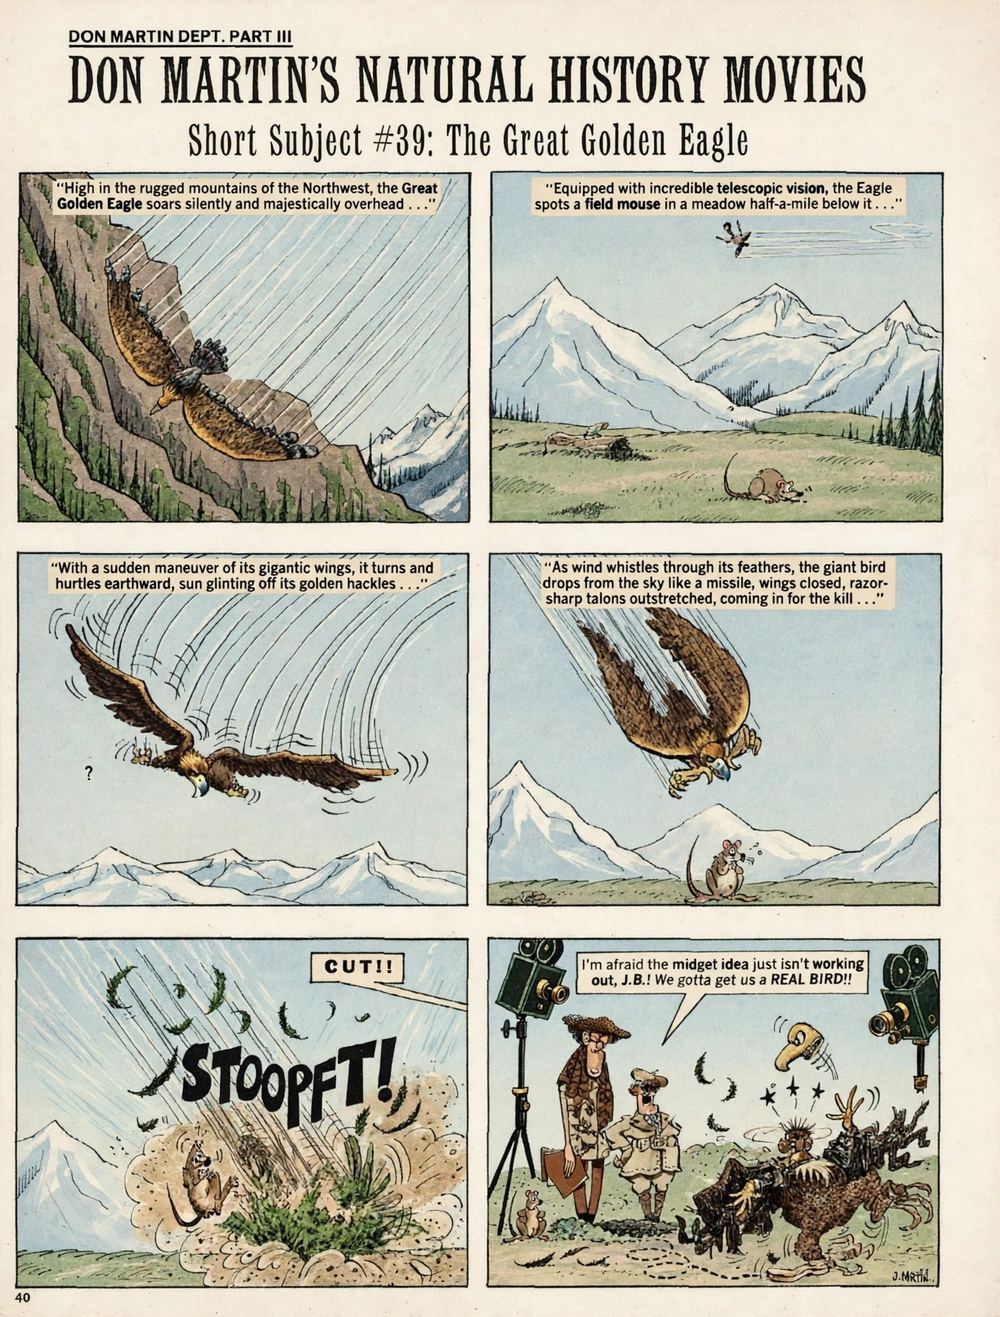 DON MARTIN DEPT. PART III
DON MARTIN'S NATURAL HISTORY MOVIES
Short Subject #39: The Great Golden Eagle
"High in the rugged mountains of the Northwest, the Great
Golden Eagle soars silently and majestically overhead . . ."
"Equipped with incredible telescopic vision, the Eagle
spots a field mouse in a meadow half-a-mile below it . . ."
"With a sudden maneuver of its gigantic wings, it turns and
hurtles earthward, sun glinting off its golden hackles . . ."
?
"As wind whistles through its feathers, the giant bird
drops from the sky like a missile, wings closed, razor-
sharp talons outstretched, coming in for the kill . . ."
CUT!!
STOOPFT!
I'm afraid the midget idea just isn't working
out, J.B.! We gotta get us a REAL BIRD!!
J. MRTIN.
40